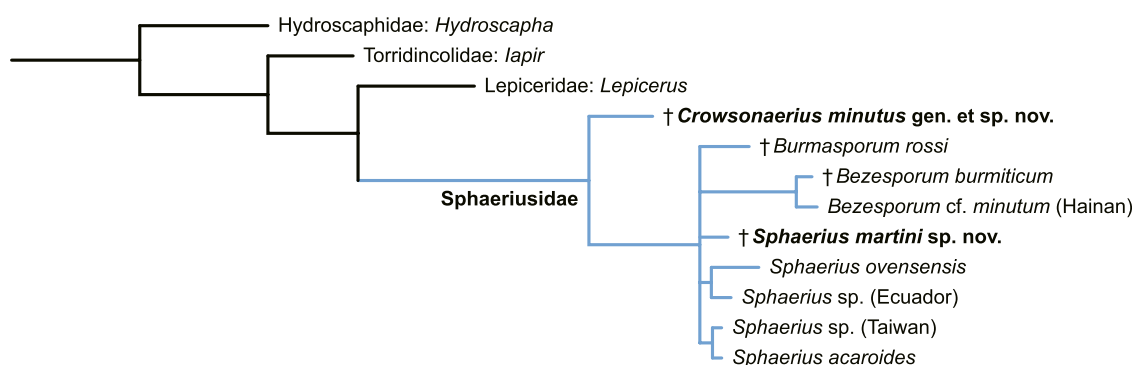 Hydroscaphidae: Hydroscapha
Torridincolidae: Iapir
Lepiceridae: Lepicerus
†Crowsonaerius minutus gen. et sp. nov.
†Burmasporum rossi
†Bezesporum burmiticum
Sphaeriusidae
Bezesporum cf. minutum (Hainan)
†Sphaerius martini sp. nov.
Sphaerius ovensensis
Sphaerius sp. (Ecuador)
Sphaerius sp. (Taiwan)
Sphaerius acaroides